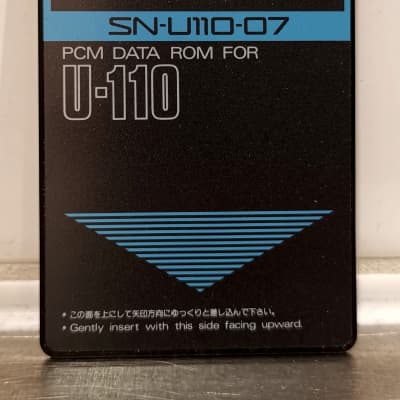 SN-U110-07
PCM DATA ROM FOR
U-110
* この面を上にして矢印方向にゆっくりと差し込んで下さい。
* Gently insert with this side facing upward.